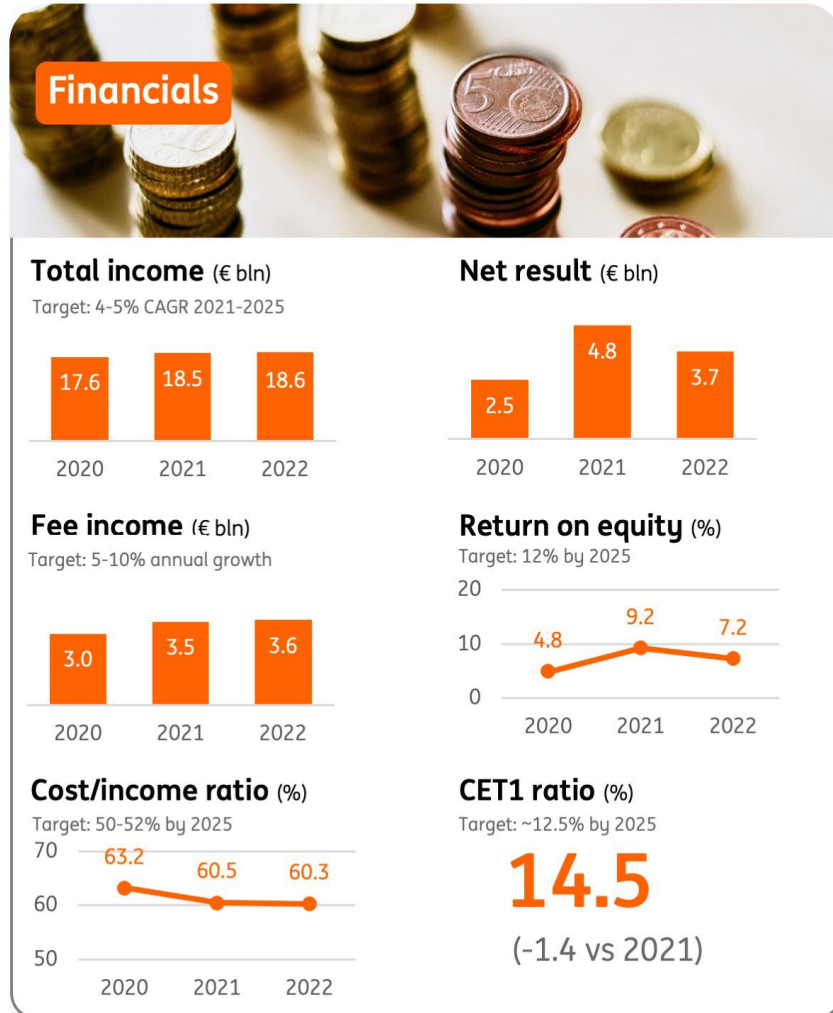 Financials
Total income (€ bln)
Target: 4-5% CAGR 2021-2025
17.6 18.5 18.6
2020 2021 2022
Net result (€ bln)
2.5 4.8 3.7
2020 2021 2022
Fee income (€ bln)
Target: 5-10% annual growth
3.0 3.5 3.6
2020 2021 2022
Return on equity (%)
Target: 12% by 2025
20
10
0
4.8 9.2 7.2
2020 2021 2022
Cost/income ratio (%)
Target: 50-52% by 2025
70
60
50
63.2 60.5 60.3
2020 2021 2022
CET1 ratio (%)
Target: ~12.5% by 2025
14.5
(-1.4 vs 2021)